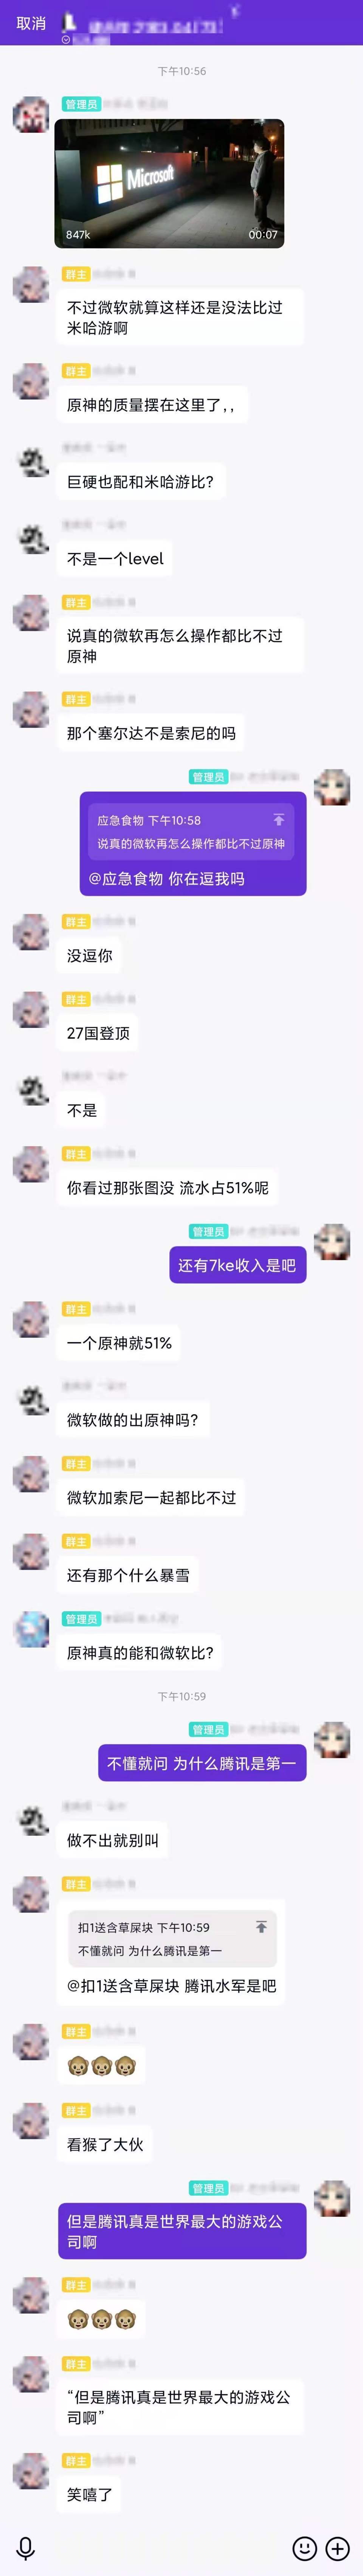 取消
下午10:56
管理员
Microsoft
847k
00:07
群主
不过微软就算这样还是没法比过
米哈游啊
群主
原神的质量摆在这里了,,
巨硬也配和米哈游比?
不是一个level
群主
说真的微软再怎么操作都比不过
原神
群主
那个塞尔达不是索尼的吗
管理员
应急食物 下午10:58
说真的微软再怎么操作都比不过原神
@应急食物 你在逗我吗
群主
没逗你
群主
27国登顶
不是
群主
你看过那张图没 流水占51%呢
管理员
还有7ke收入是吧
群主
一个原神就51%
微软做的出原神吗?
群主
微软加索尼一起都比不过
群主
还有那个什么暴雪
管理员
原神真的能和微软比?
下午10:59
管理员
不懂就问 为什么腾讯是第一
做不出就别叫
群主
扣1送含草屎块 下午10:59
不懂就问 为什么腾讯是第一
@扣1送含草屎块 腾讯水军是吧
群主
🐵🐵🐵
群主
看猴了大伙
管理员
但是腾讯真是世界最大的游戏公
司啊
群主
🐵🐵🐵
群主
“但是腾讯真是世界最大的游戏公
司啊”
群主
笑嘻了